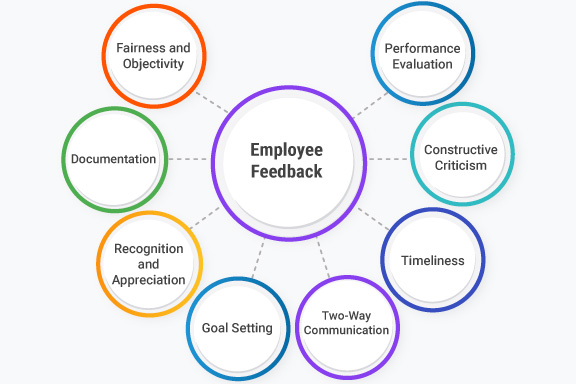 Fairness and
Objectivity
Performance
Evaluation
Documentation
Employee
Feedback
Constructive
Criticism
Recognition
and
Appreciation
Timeliness
Goal Setting
Two-Way
Communication